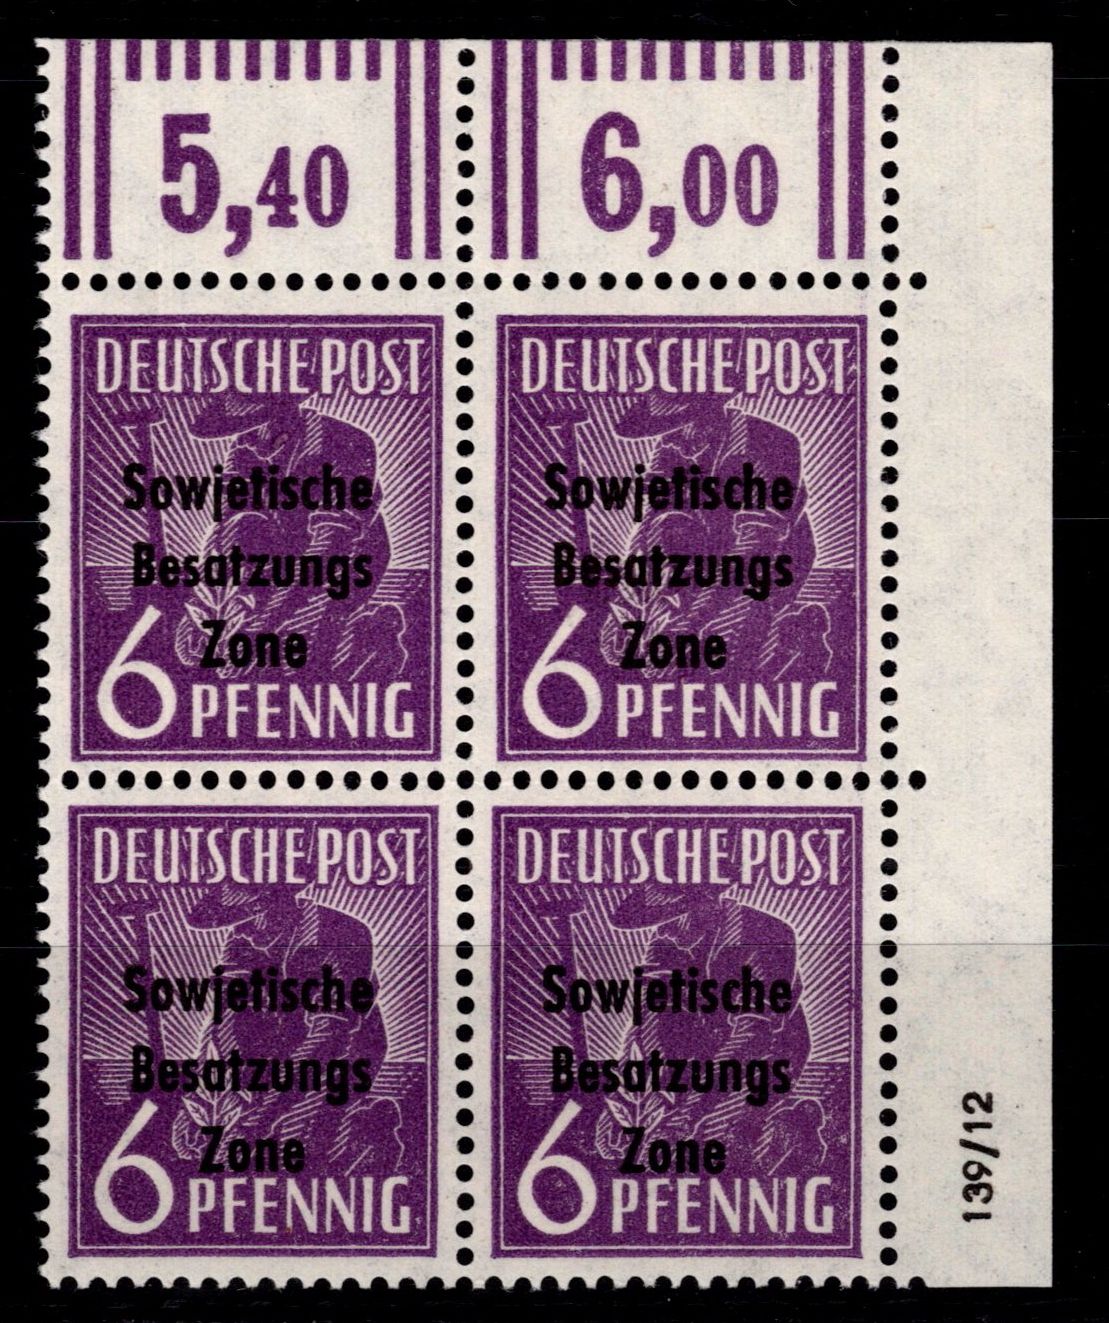 5,40 6,00
DEUTSCHE POST
Sowjetische
Besatzungs
Zone
6 PFENNIG
DEUTSCHE POST
Sowjetische
Besatzungs
Zone
6 PFENNIG
DEUTSCHE POST
Sowjetische
Besatzungs
Zone
6 PFENNIG
DEUTSCHE POST
Sowjetische
Besatzungs
Zone
6 PFENNIG
139/12